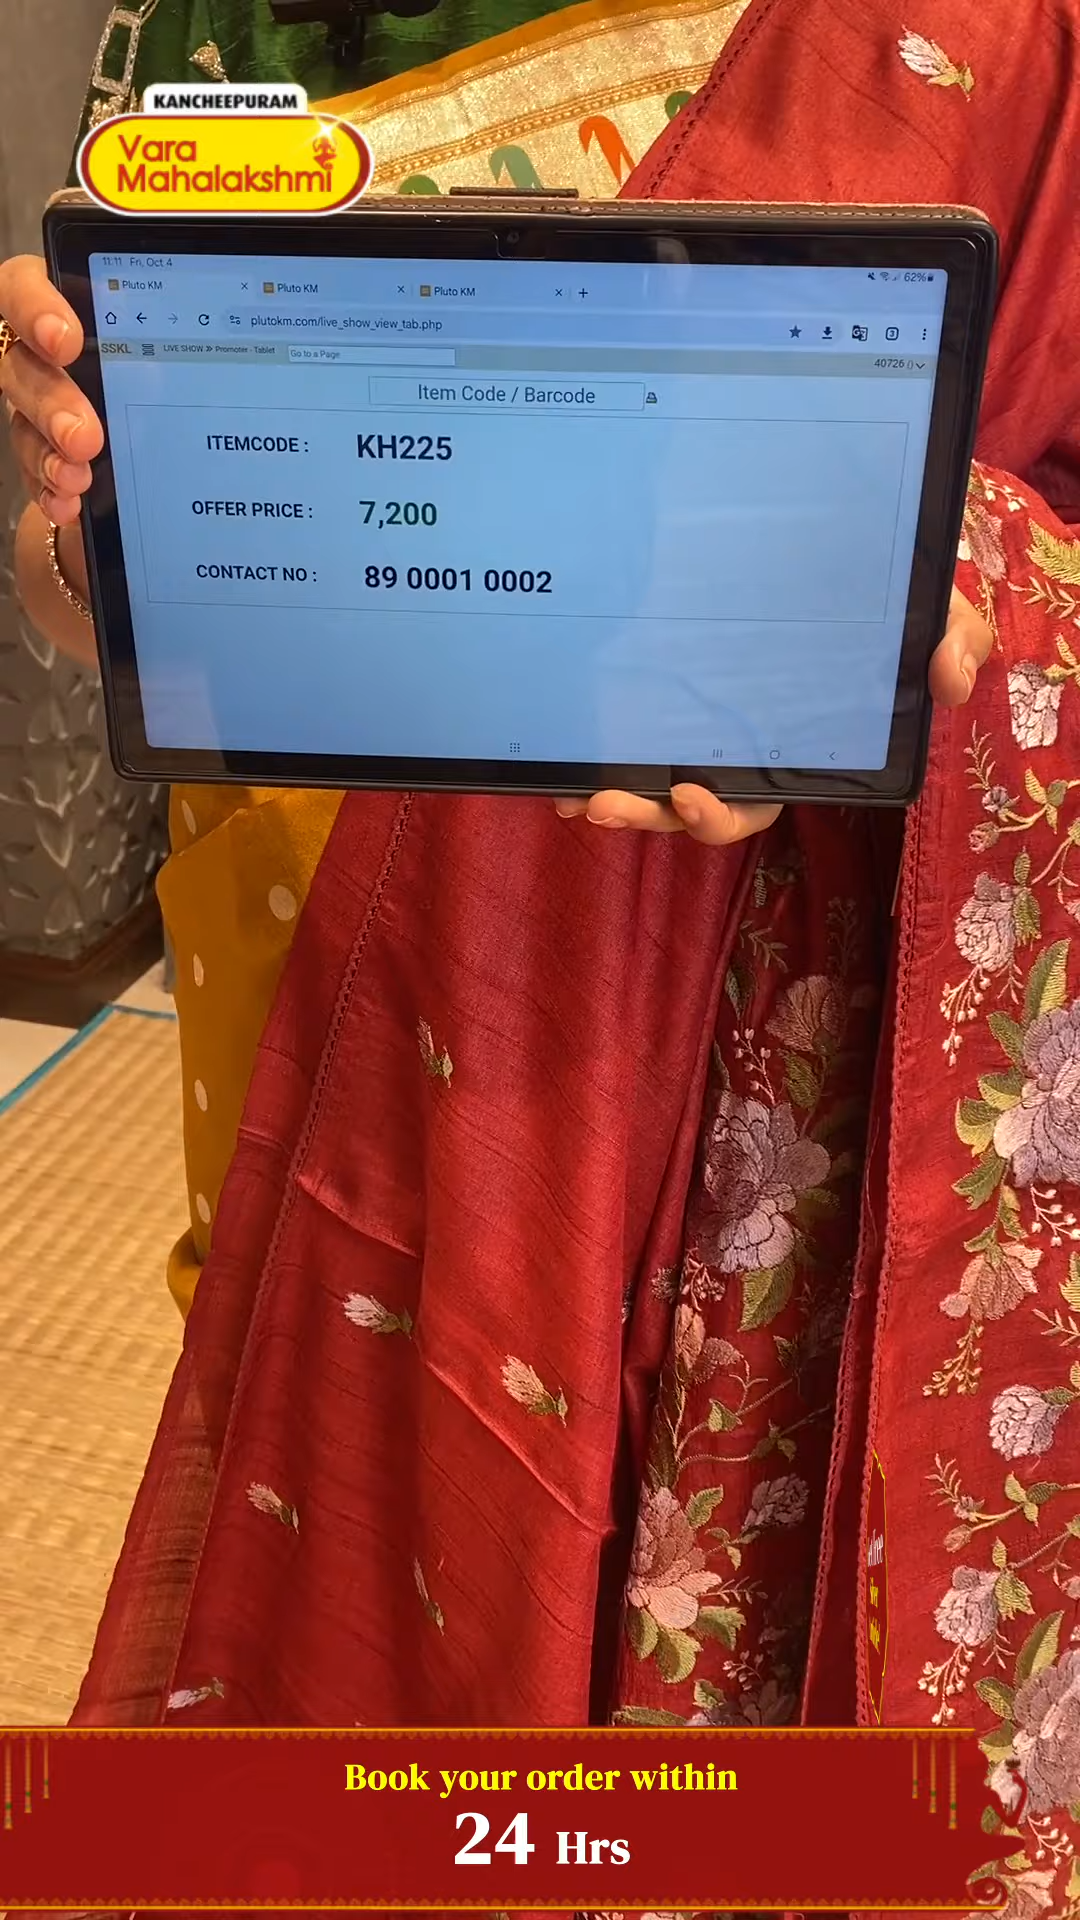 KANCHEEPURAM
Vara
Mahalakshmi
11:11 Fri, Oct 4
62%
Pluto KM
Pluto KM
Pluto KM
plutokm.com/live_show_view_tab.php
3
SSKL
LIVE SHOW >> Promoter - Tablet
Go to a Page
40726 ()
Item Code / Barcode
ITEMCODE : KH225
OFFER PRICE : 7,200
CONTACT NO : 89 0001 0002
Book your order within
24 Hrs